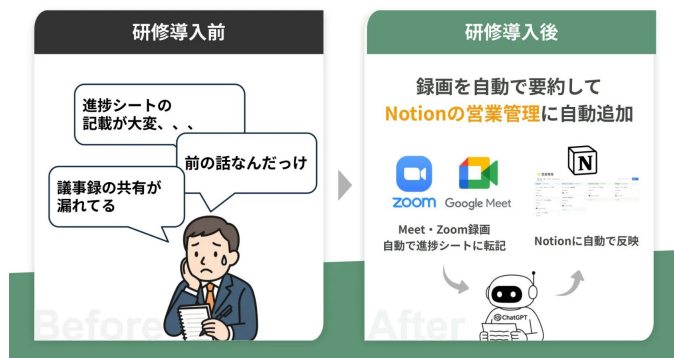 研修導入前
進捗シートの
記載が大変、、、
前の話なんだっけ
議事録の共有が
漏れてる
Before
研修導入後
録画を自動で要約して
Notionの営業管理に自動追加
zoom
Google Meet
N
Meet・Zoom録画
自動で進捗シートに転記
Notionに自動で反映
ChatGPT
After